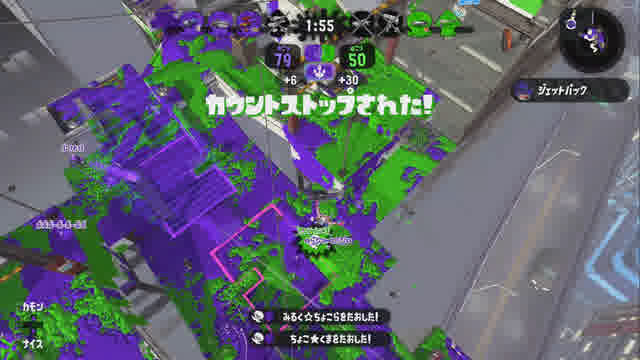 1:55
79
50
+6
+30
カウントストップされた!
ジェットパック
カモン
ナイス
みるく☆ちょこらをたおした!
ちょこ★くまをたおした!